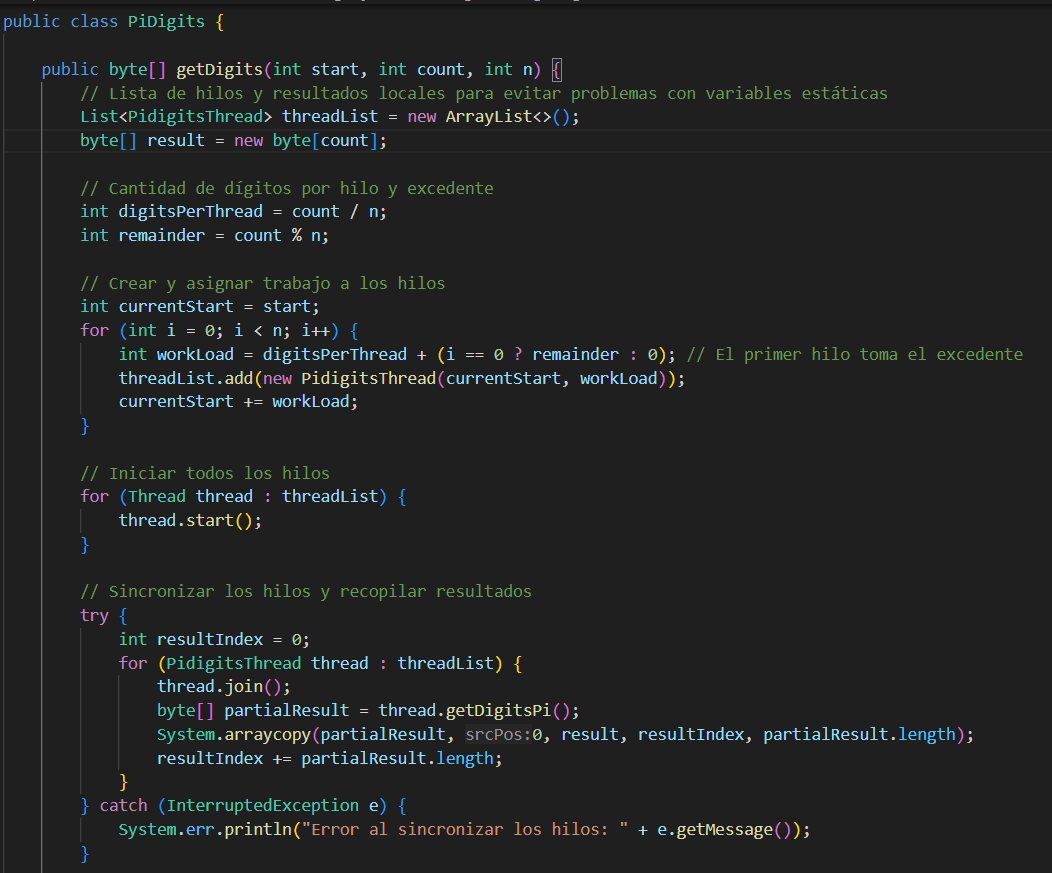 public class PiDigits {
public byte[] getDigits(int start, int count, int n) {
// Lista de hilos y resultados locales para evitar problemas con variables estáticas
List<PidigitsThread> threadList = new ArrayList<>();
byte[] result = new byte[count];
// Cantidad de dígitos por hilo y excedente
int digitsPerThread = count / n;
int remainder = count % n;
// Crear y asignar trabajo a los hilos
int currentStart = start;
for (int i = 0; i < n; i++) {
int workLoad = digitsPerThread + (i == 0 ? remainder : 0); // El primer hilo toma el excedente
threadList.add(new PidigitsThread(currentStart, workLoad));
currentStart += workLoad;
}
// Iniciar todos los hilos
for (Thread thread : threadList) {
thread.start();
}
// Sincronizar los hilos y recopilar resultados
try {
int resultIndex = 0;
for (PidigitsThread thread : threadList) {
thread.join();
byte[] partialResult = thread.getDigitsPi();
System.arraycopy(partialResult, srcPos:0, result, resultIndex, partialResult.length);
resultIndex += partialResult.length;
}
} catch (InterruptedException e) {
System.err.println("Error al sincronizar los hilos: " + e.getMessage());
}